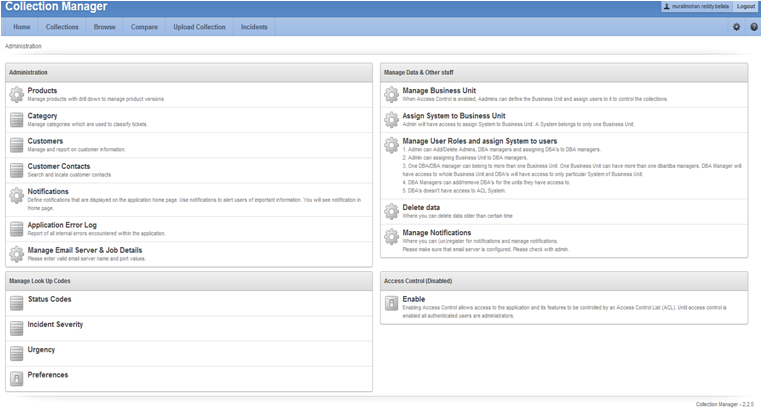 Collection Manager
muralimohan reddy bellala Logout
Home Collections Browse Compare Upload Collection Incidents
Administration
Administration
Products
Manage products with drill down to manage product versions
Category
Manage categories which are used to classify tickets.
Customers
Manage and report on customer information.
Customer Contacts
Search and locate customer contacts
Notifications
Define notifications that are displayed on the application home page. Use notifications to alert users of important information. You will see notification in
Home page.
Application Error Log
Report of all internal errors encountered within the application.
Manage Email Server & Job Details
Please enter valid email server name and port values.
Manage Look Up Codes
Status Codes
Incident Severity
Urgency
Preferences
Manage Data & Other stuff
Manage Business Unit
When Access Control is enabled, Aadmins can define the Business Unit and assign users to it to control the collections.
Assign System to Business Unit
Admin will have access to assign System to Business Unit. A System belongs to only one Business Unit.
Manage User Roles and assign System to users
1. Admin can Add/Delete Admins, DBA managers and assigning DBA's to DBA managers.
2. Admin can assigning Business Unit to DBA managers.
3. One DBA/DBA manager can belong to more than one Business Unit. One Business Unit can have more than one dba/dba managers. DBA Manager will
have access to whole Business Unit and DBA's will have access to only particular System of Business Unit.
4. DBA Managers can add/remove DBA's for the units they have access to.
5. DBA's doesn't have access to ACL System.
Delete data
Where you can delete data older than certain time
Manage Notifications
Where you can (un)register for notifications and manage notifications.
Please make sure that email server is configured. Please check with admin.
Access Control (Disabled)
Enable
Enabling Access Control allows access to the application and its features to be controlled by an Access Control List (ACL). Until access control is
enabled all authenticated users are administrators.
Collection Manager - 2.2.5